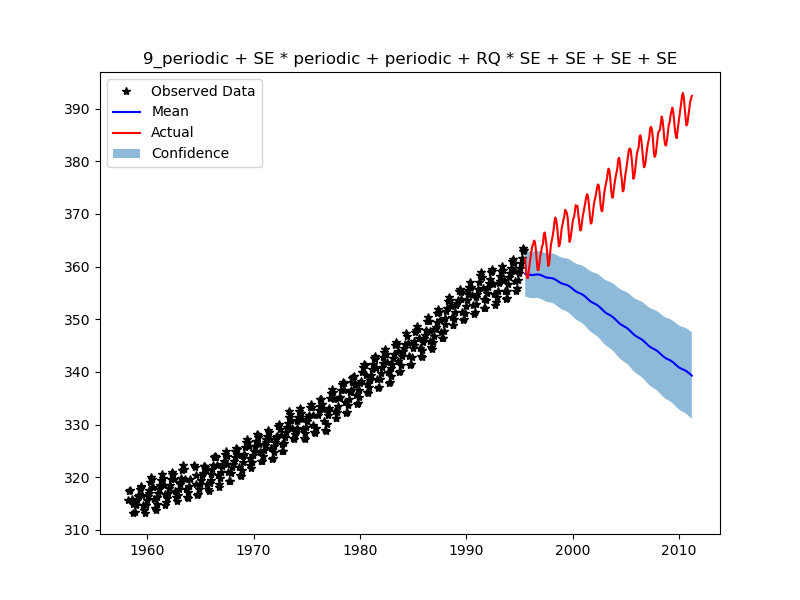 9_periodic + SE * periodic + periodic + RQ * SE + SE + SE + SE
Observed Data
Mean
Actual
Confidence
390
380
370
360
350
340
330
320
310
1960 1970 1980 1990 2000 2010